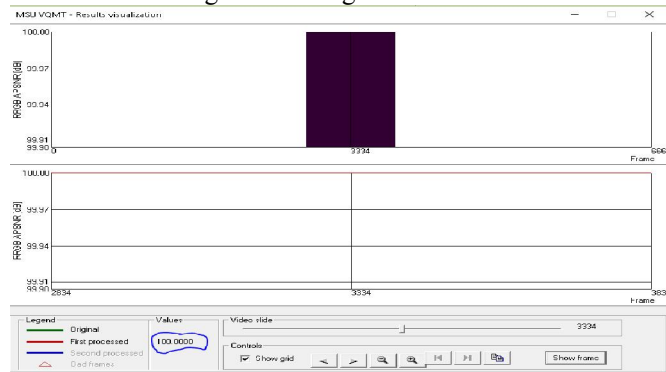 MSU VQMT - Results visualization
100.00
99.97
99.94
99.91
99.90
RRGB APSNR [dB]
0
3334
666
Frame
100.00
99.97
99.94
99.91
99.90
RRGB APSNR [dB]
2834
3334
383
Frame
Legend
Original
First processed
Second processed
Bad frames
Values
100.0000
Video slide
3334
Controls
Show grid
Show frame